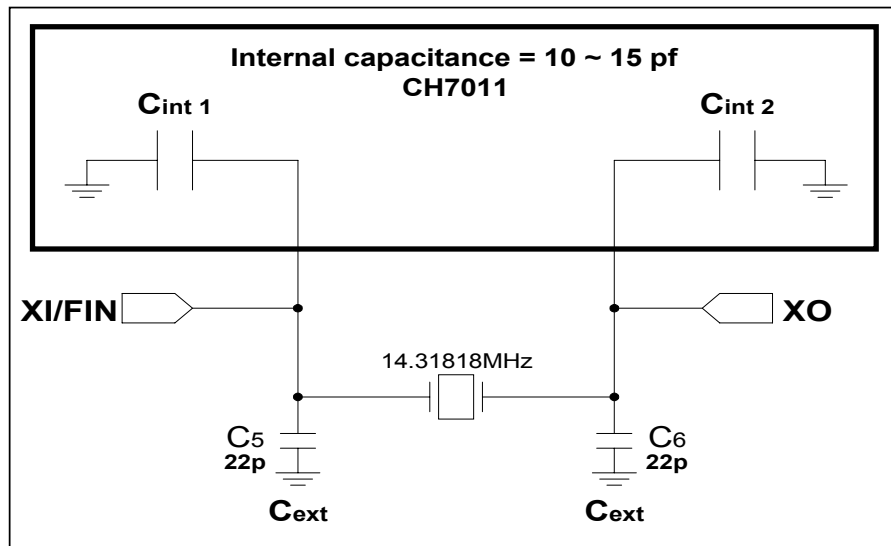 Internal capacitance = 10 ~ 15 pf
CH7011
Cint 1
Cint 2
XI/FIN
XO
14.31818MHz
C5
22p
C6
22p
Cext
Cext